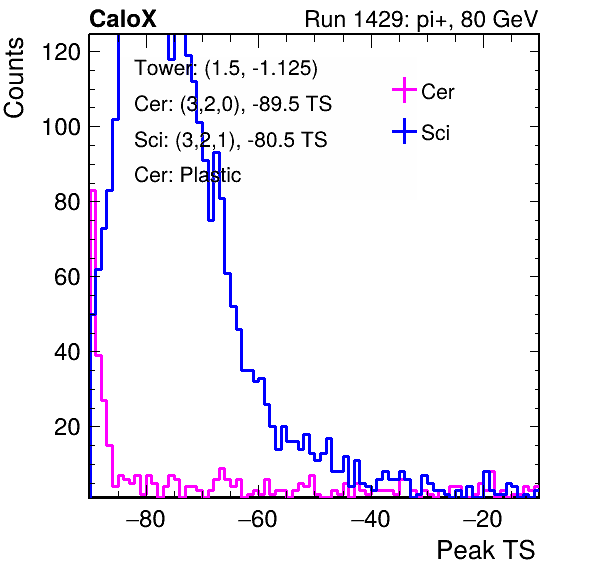 CaloX Run 1429: pi+, 80 GeV
Counts
120
100
80
60
40
20
Tower: (1.5, -1.125)
Cer: (3,2,0), -89.5 TS
Sci: (3,2,1), -80.5 TS
Cer: Plastic
Cer
Sci
−80 −60 −40 −20
Peak TS